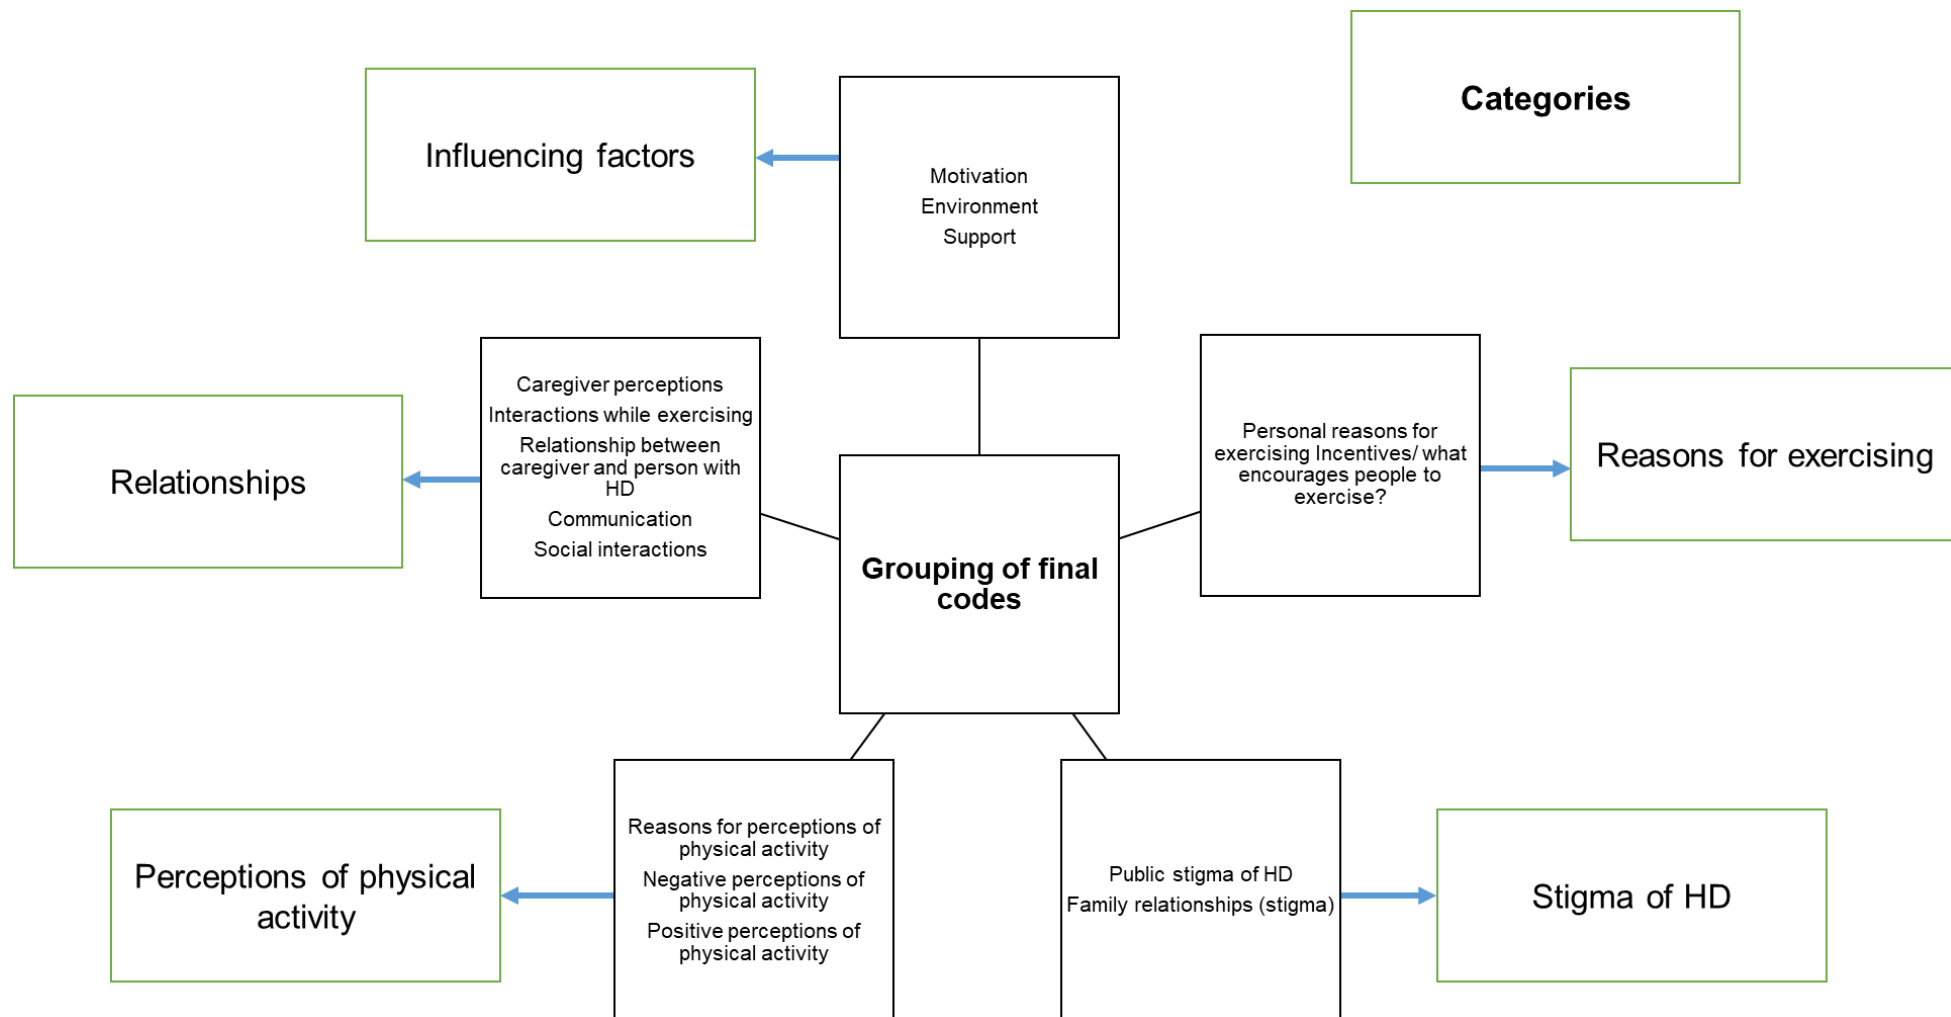 Categories
Influencing factors
Motivation
Environment
Support
Caregiver perceptions
Interactions while exercising
Relationship between
caregiver and person with
HD
Communication
Social interactions
Relationships
Personal reasons for
exercising Incentives/ what
encourages people to
exercise?
Reasons for exercising
Grouping of final
codes
Perceptions of physical
activity
Reasons for perceptions of
physical activity
Negative perceptions of
physical activity
Positive perceptions of
physical activity
Public stigma of HD
Family relationships (stigma)
Stigma of HD